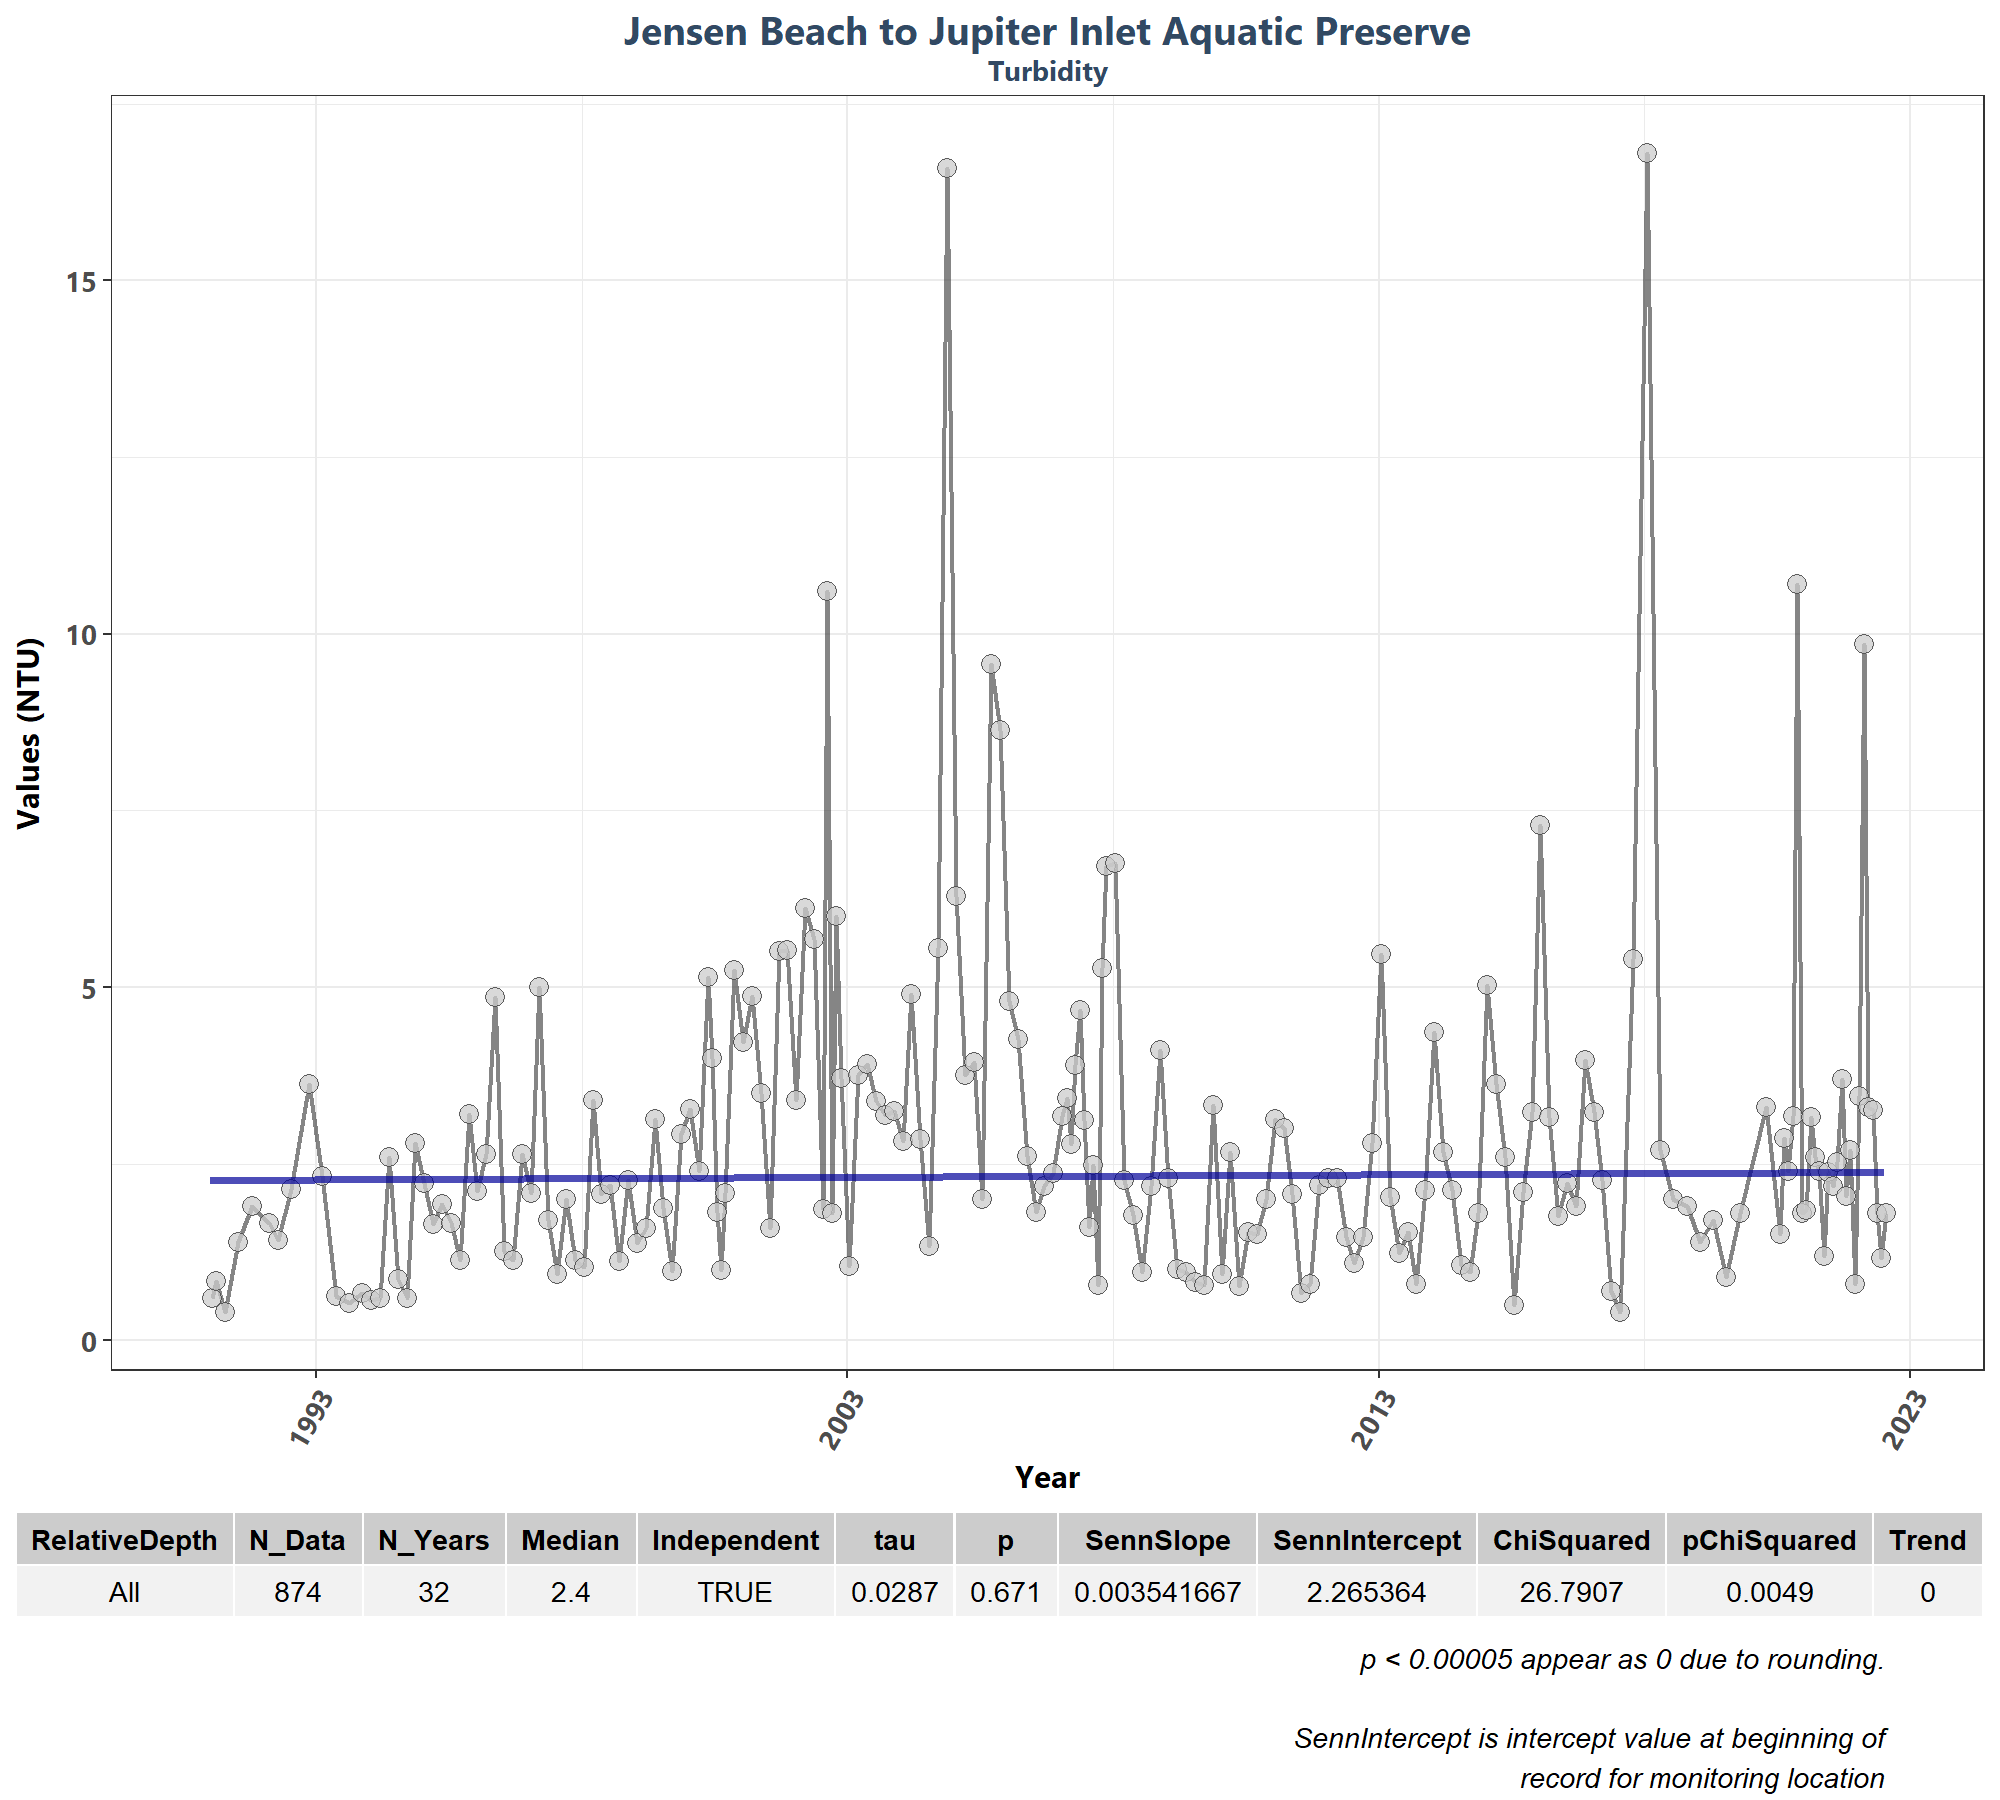 Jensen Beach to Jupiter Inlet Aquatic Preserve
Turbidity
Values (NTU)
15
10
5
0
1993 2003 2013 2023
Year
RelativeDepth N_Data N_Years Median Independent tau p SennSlope SennIntercept ChiSquared pChiSquared Trend
All 874 32 2.4 TRUE 0.0287 0.671 0.003541667 2.265364 26.7907 0.0049 0
p < 0.00005 appear as 0 due to rounding.
SennIntercept is intercept value at beginning of
record for monitoring location